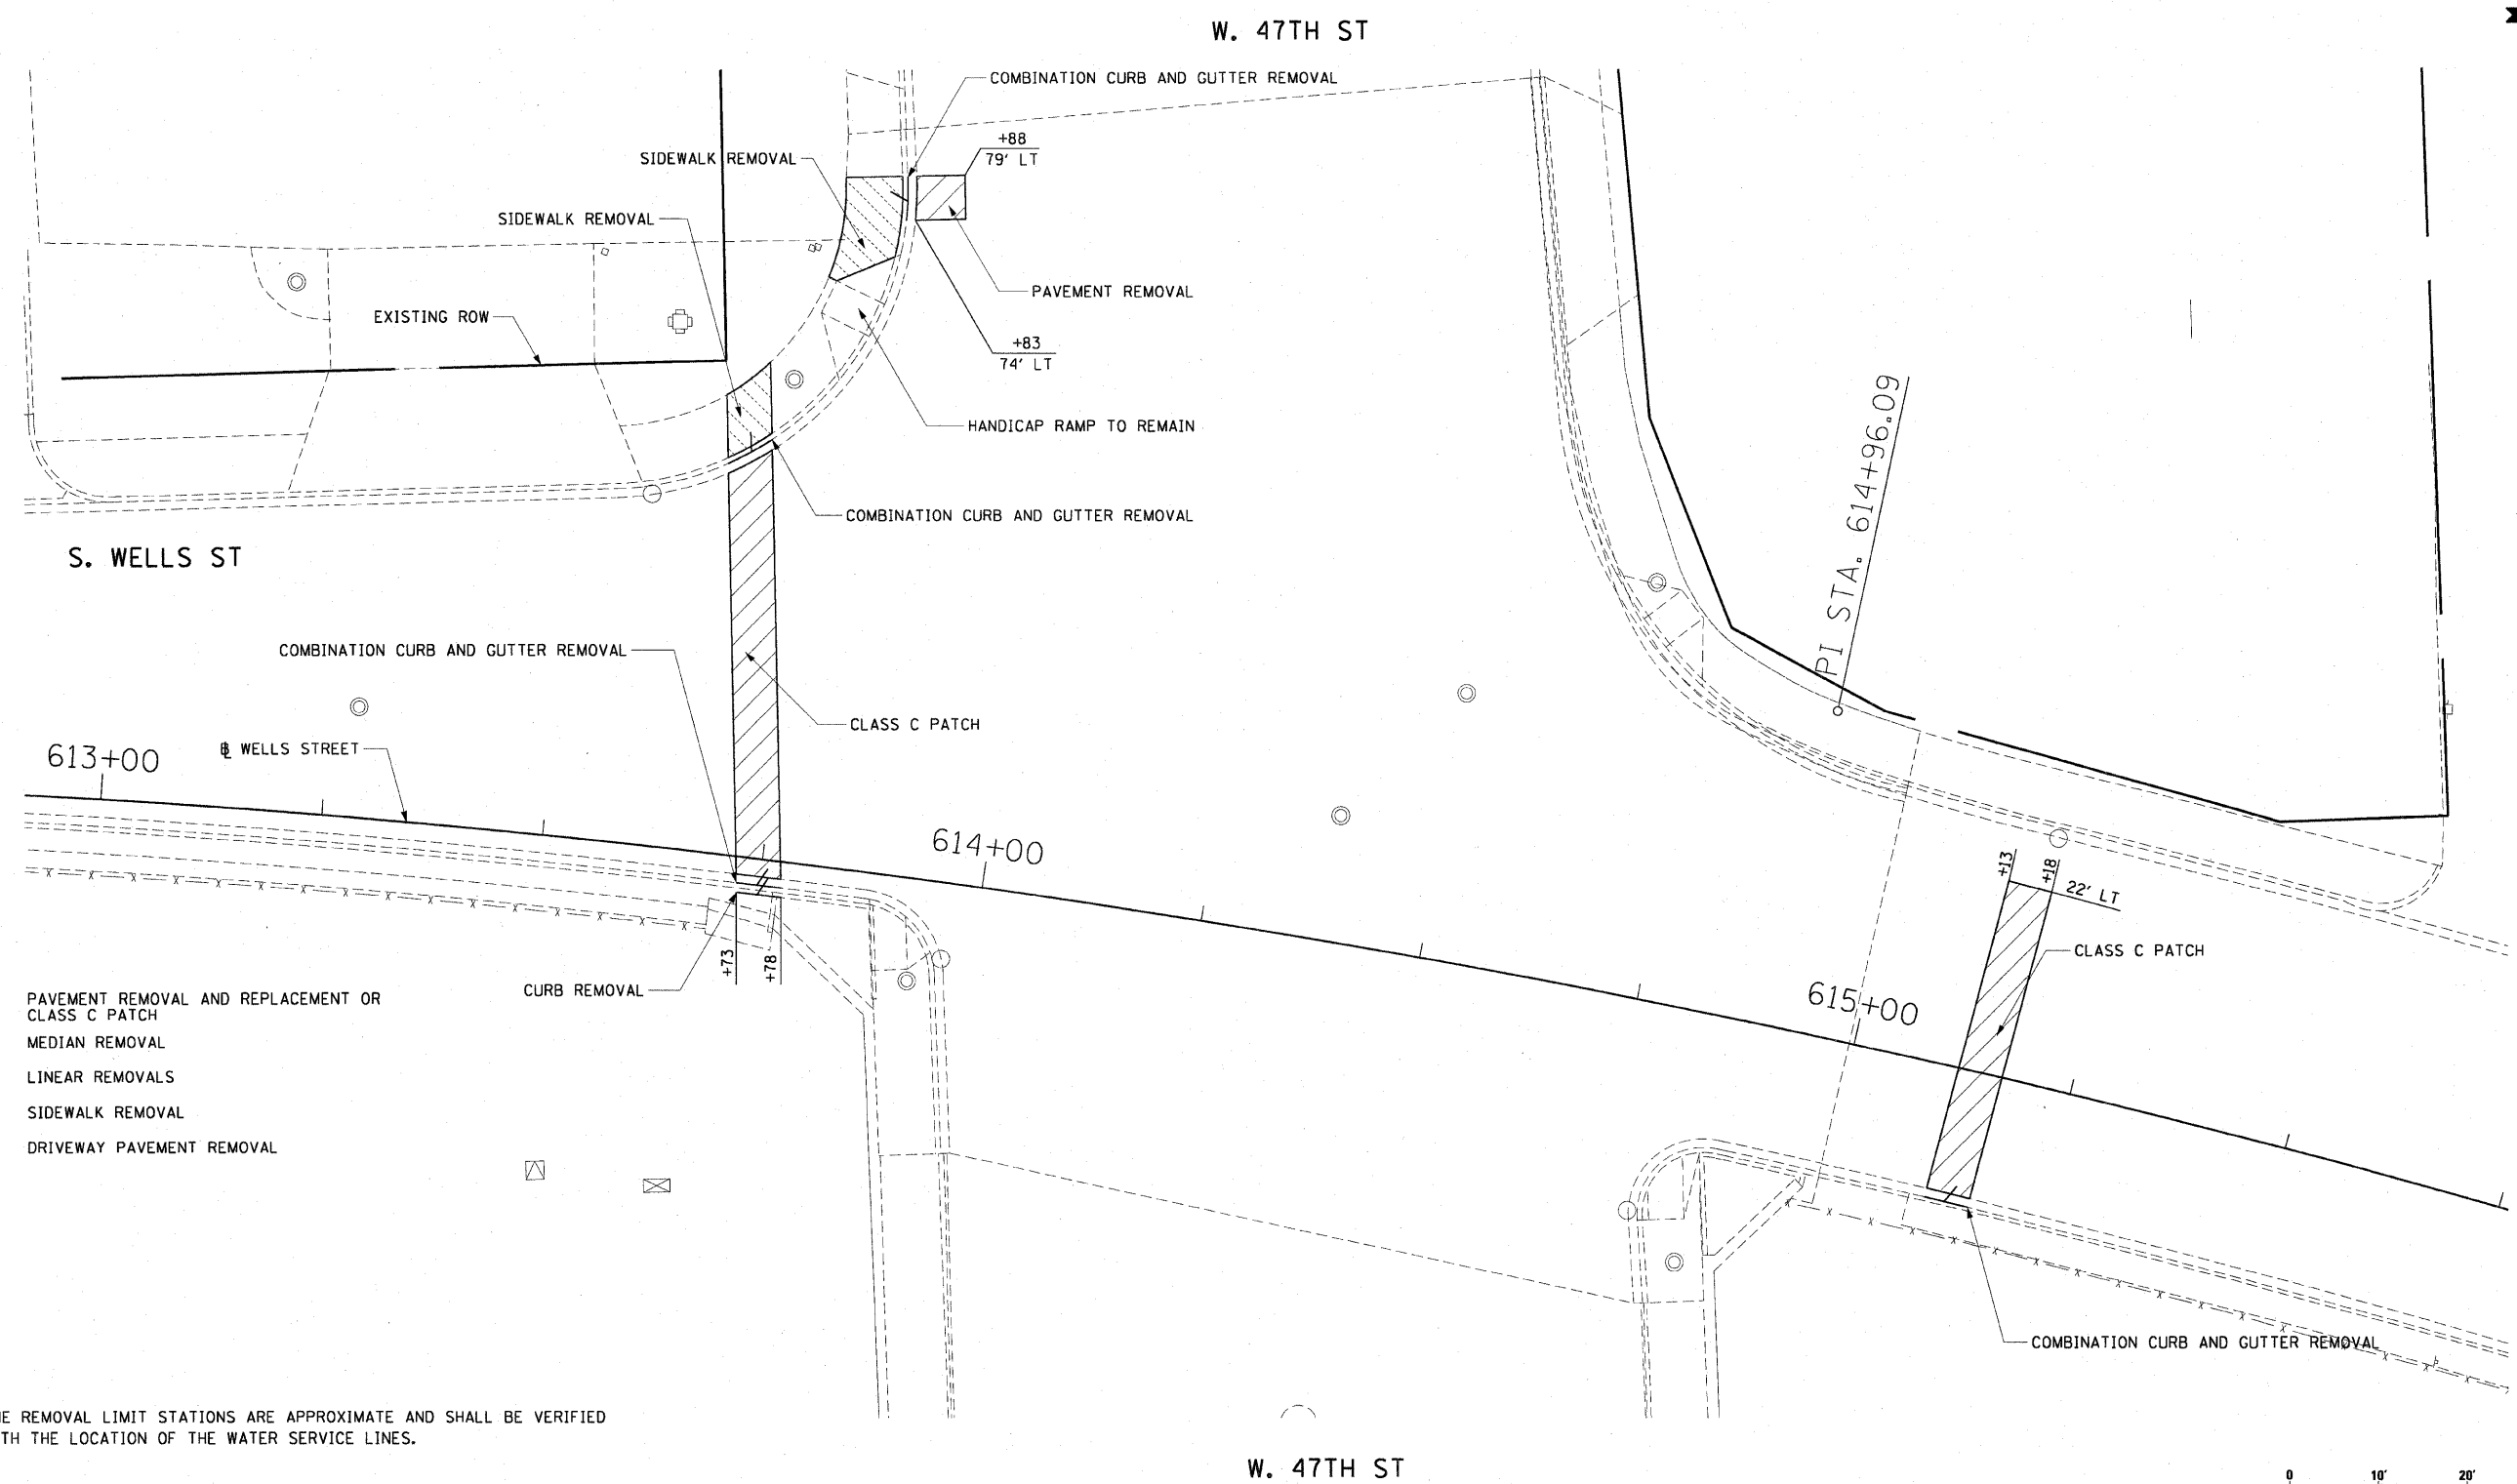 W. 47TH ST
COMBINATION CURB AND GUTTER REMOVAL
+88
79' LT
SIDEWALK REMOVAL
SIDEWALK REMOVAL
PAVEMENT REMOVAL
EXISTING ROW
+83
74' LT
HANDICAP RAMP TO REMAIN
PI STA. 614+96.09
COMBINATION CURB AND GUTTER REMOVAL
S. WELLS ST
COMBINATION CURB AND GUTTER REMOVAL
CLASS C PATCH
613+00
WELLS STREET
614+00
+13
+18
22' LT
+73
+78
CLASS C PATCH
CURB REMOVAL
615+00
PAVEMENT REMOVAL AND REPLACEMENT OR
CLASS C PATCH
MEDIAN REMOVAL
LINEAR REMOVALS
SIDEWALK REMOVAL
DRIVEWAY PAVEMENT REMOVAL
COMBINATION CURB AND GUTTER REMOVAL
REMOVAL LIMIT STATIONS ARE APPROXIMATE AND SHALL BE VERIFIED
THE LOCATION OF THE WATER SERVICE LINES.
W. 47TH ST
0 10' 20'